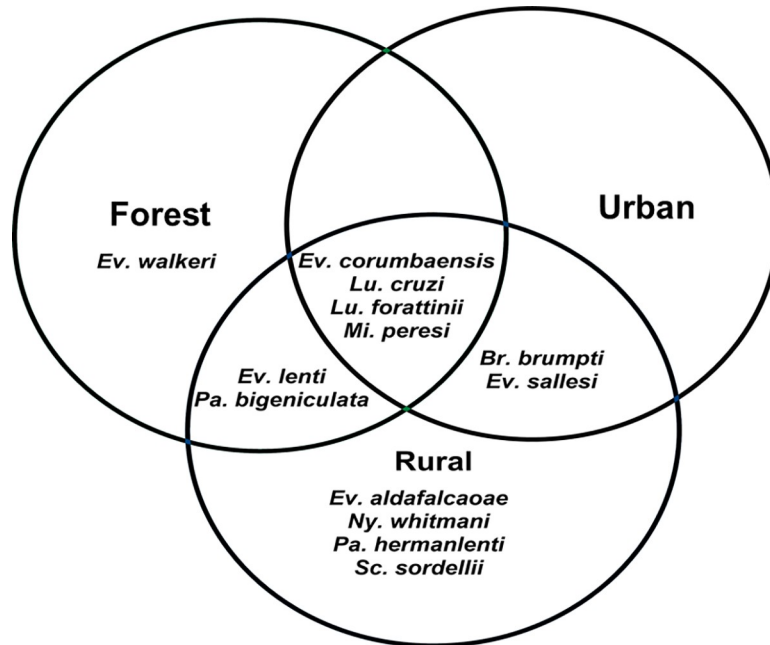 Forest
Ev. walkeri
Urban
Ev. corumbaensis
Lu. cruzi
Lu. forattinii
Mi. peresi
Ev. lenti
Pa. bigeniculata
Br. brumpti
Ev. sallesi
Rural
Ev. aldafalcaoae
Ny. whitmani
Pa. hermanlenti
Sc. sordellii